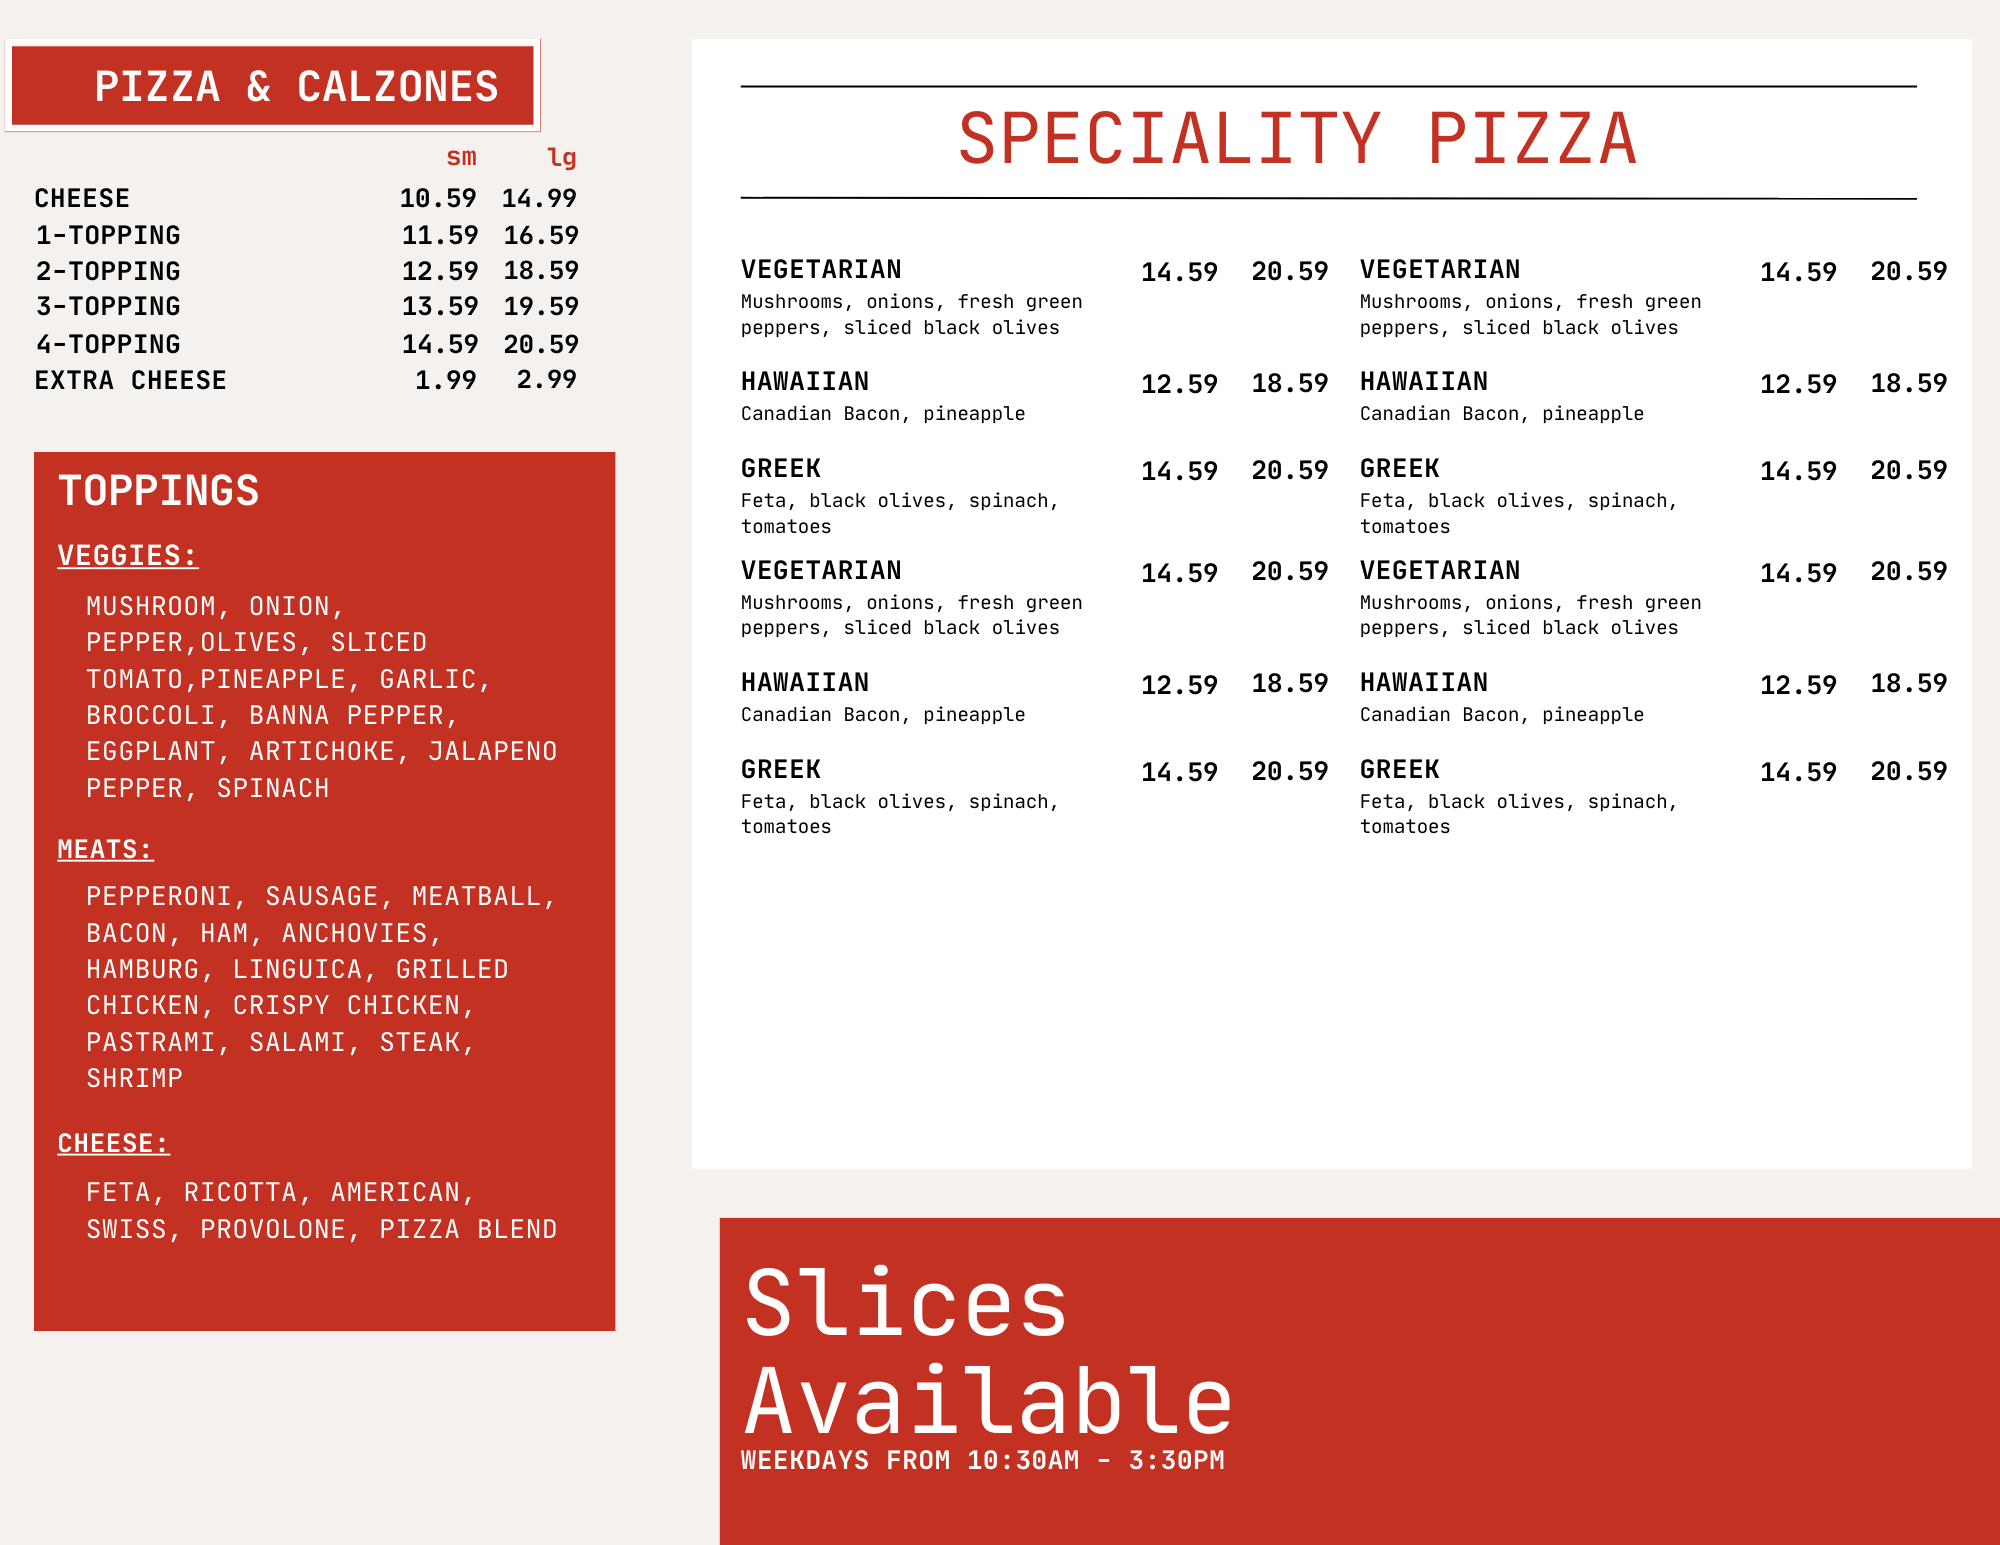 PIZZA & CALZONES
sm lg
CHEESE 10.59 14.99
1-TOPPING 11.59 16.59
2-TOPPING 12.59 18.59
3-TOPPING 13.59 19.59
4-TOPPING 14.59 20.59
EXTRA CHEESE 1.99 2.99
TOPPINGS
VEGGIES:
MUSHROOM, ONION,
PEPPER,OLIVES, SLICED
TOMATO,PINEAPPLE, GARLIC,
BROCCOLI, BANNA PEPPER,
EGGPLANT, ARTICHOKE, JALAPENO
PEPPER, SPINACH
MEATS:
PEPPERONI, SAUSAGE, MEATBALL,
BACON, HAM, ANCHOVIES,
HAMBURG, LINGUICA, GRILLED
CHICKEN, CRISPY CHICKEN,
PASTRAMI, SALAMI, STEAK,
SHRIMP
CHEESE:
FETA, RICOTTA, AMERICAN,
SWISS, PROVOLONE, PIZZA BLEND
SPECIALITY PIZZA
VEGETARIAN 14.59 20.59
Mushrooms, onions, fresh green
peppers, sliced black olives
HAWAIIAN 12.59 18.59
Canadian Bacon, pineapple
GREEK 14.59 20.59
Feta, black olives, spinach,
tomatoes
VEGETARIAN 14.59 20.59
Mushrooms, onions, fresh green
peppers, sliced black olives
HAWAIIAN 12.59 18.59
Canadian Bacon, pineapple
GREEK 14.59 20.59
Feta, black olives, spinach,
tomatoes
VEGETARIAN 14.59 20.59
Mushrooms, onions, fresh green
peppers, sliced black olives
HAWAIIAN 12.59 18.59
Canadian Bacon, pineapple
GREEK 14.59 20.59
Feta, black olives, spinach,
tomatoes
VEGETARIAN 14.59 20.59
Mushrooms, onions, fresh green
peppers, sliced black olives
HAWAIIAN 12.59 18.59
Canadian Bacon, pineapple
GREEK 14.59 20.59
Feta, black olives, spinach,
tomatoes
Slices
Available
WEEKDAYS FROM 10:30AM - 3:30PM